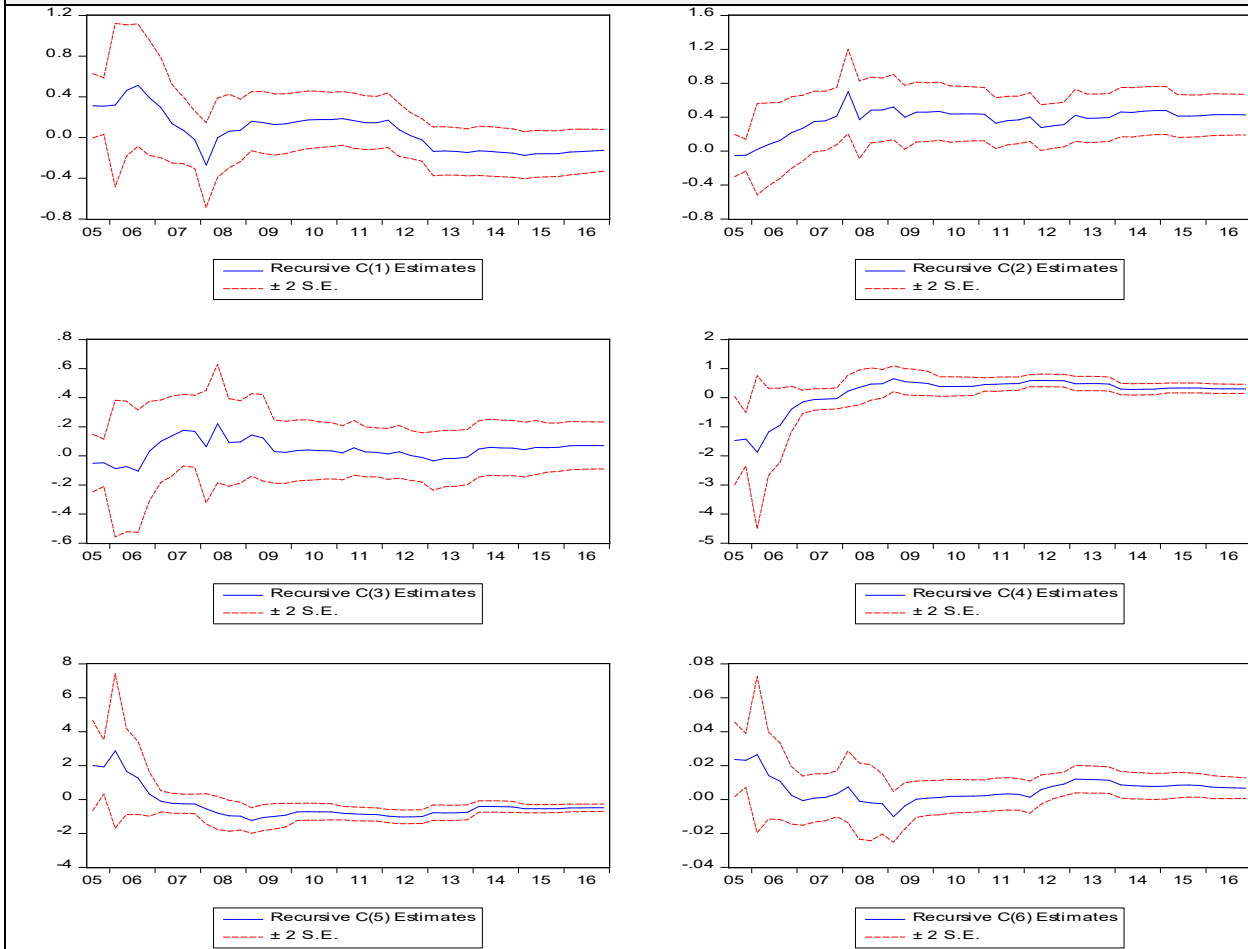 1.2
0.8
0.4
0.0
-0.4
-0.8
05 06 07 08 09 10 11 12 13 14 15 16
Recursive C(1) Estimates
± 2 S.E.
1.6
1.2
0.8
0.4
0.0
-0.4
-0.8
05 06 07 08 09 10 11 12 13 14 15 16
Recursive C(2) Estimates
± 2 S.E.
.8
.6
.4
.2
.0
-.2
-.4
-.6
05 06 07 08 09 10 11 12 13 14 15 16
Recursive C(3) Estimates
± 2 S.E.
2
1
0
-1
-2
-3
-4
-5
05 06 07 08 09 10 11 12 13 14 15 16
Recursive C(4) Estimates
± 2 S.E.
8
6
4
2
0
-2
-4
05 06 07 08 09 10 11 12 13 14 15 16
Recursive C(5) Estimates
± 2 S.E.
.08
.06
.04
.02
.00
-.02
-.04
05 06 07 08 09 10 11 12 13 14 15 16
Recursive C(6) Estimates
± 2 S.E.